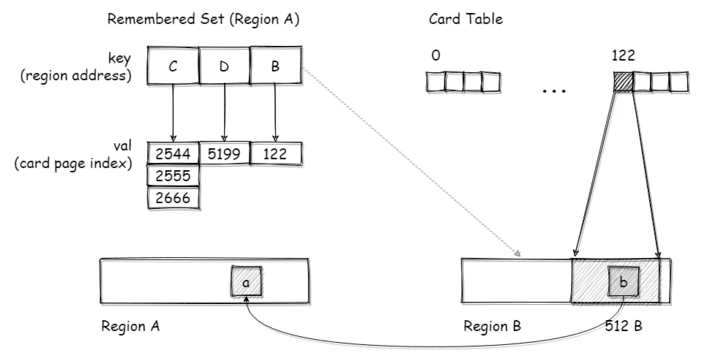 Remembered Set (Region A)
Card Table
key
(region address)
C
D
B
0
122
...
val
(card page index)
2544
5199
122
2555
2666
a
b
Region A
Region B
512 B